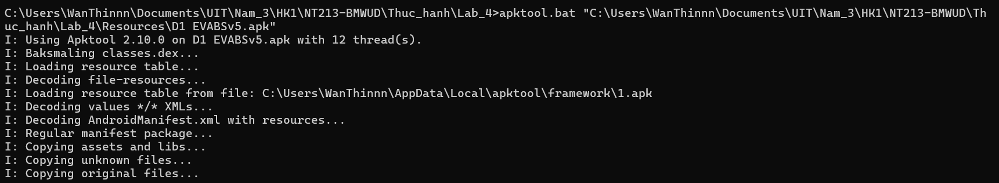 C:\Users\WanThinnn\Documents\UIT\Nam_3\HK1\NT213-BMWUD\Thuc_hanh\Lab_4>apktool.bat "C:\Users\WanThinnn\Documents\UIT\Nam_3\HK1\NT213-BMWUD\Th
uc_hanh\Lab_4\Resources\D1 EVABSv5.apk"
I: Using Apktool 2.10.0 on D1 EVABSv5.apk with 12 thread(s).
I: Baksmaling classes.dex...
I: Loading resource table...
I: Decoding file-resources...
I: Loading resource table from file: C:\Users\WanThinnn\AppData\Local\apktool\framework\1.apk
I: Decoding values */* XMLs...
I: Decoding AndroidManifest.xml with resources...
I: Regular manifest package...
I: Copying assets and libs...
I: Copying unknown files...
I: Copying original files...